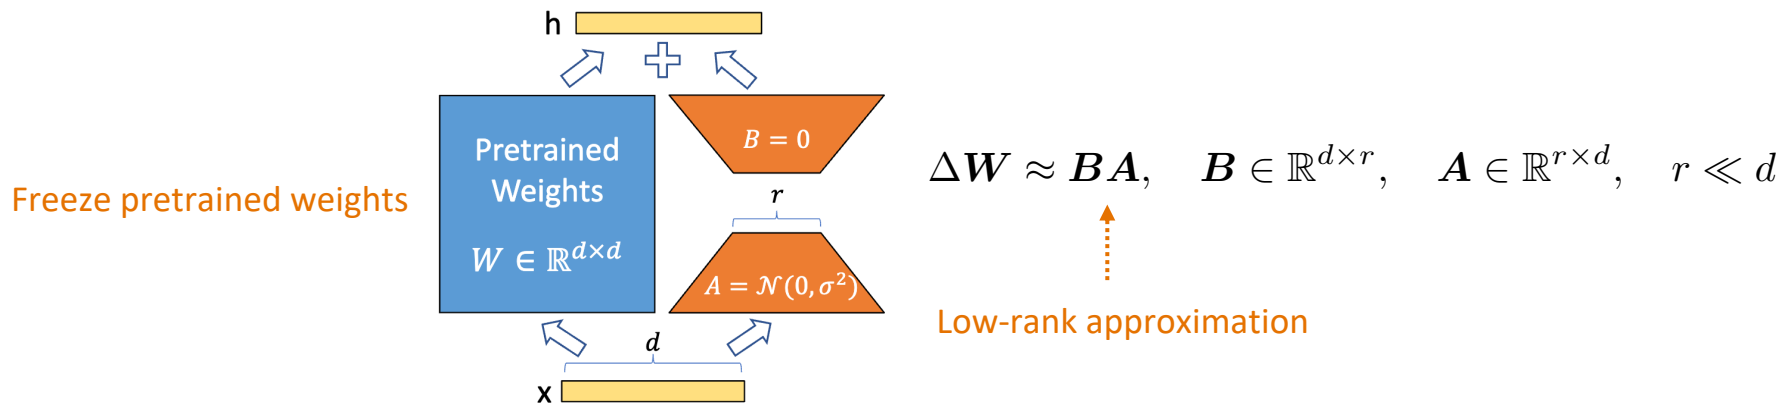 h
B = 0
Pretrained
Weights
ΔW ≈ BA, B ∈ ℝ^{d×r}, A ∈ ℝ^{r×d}, r ≪ d
Freeze pretrained weights
r
W ∈ ℝ^{d×d}
A = 𝒩(0, σ²)
Low-rank approximation
d
x